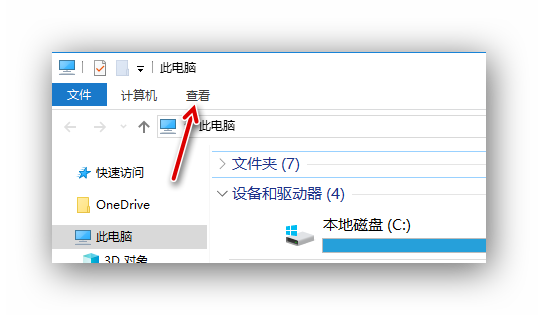 此电脑
文件 计算机 查看
此电脑
快速访问
OneDrive
此电脑
3D 对象
文件夹 (7)
设备和驱动器 (4)
本地磁盘 (C:)